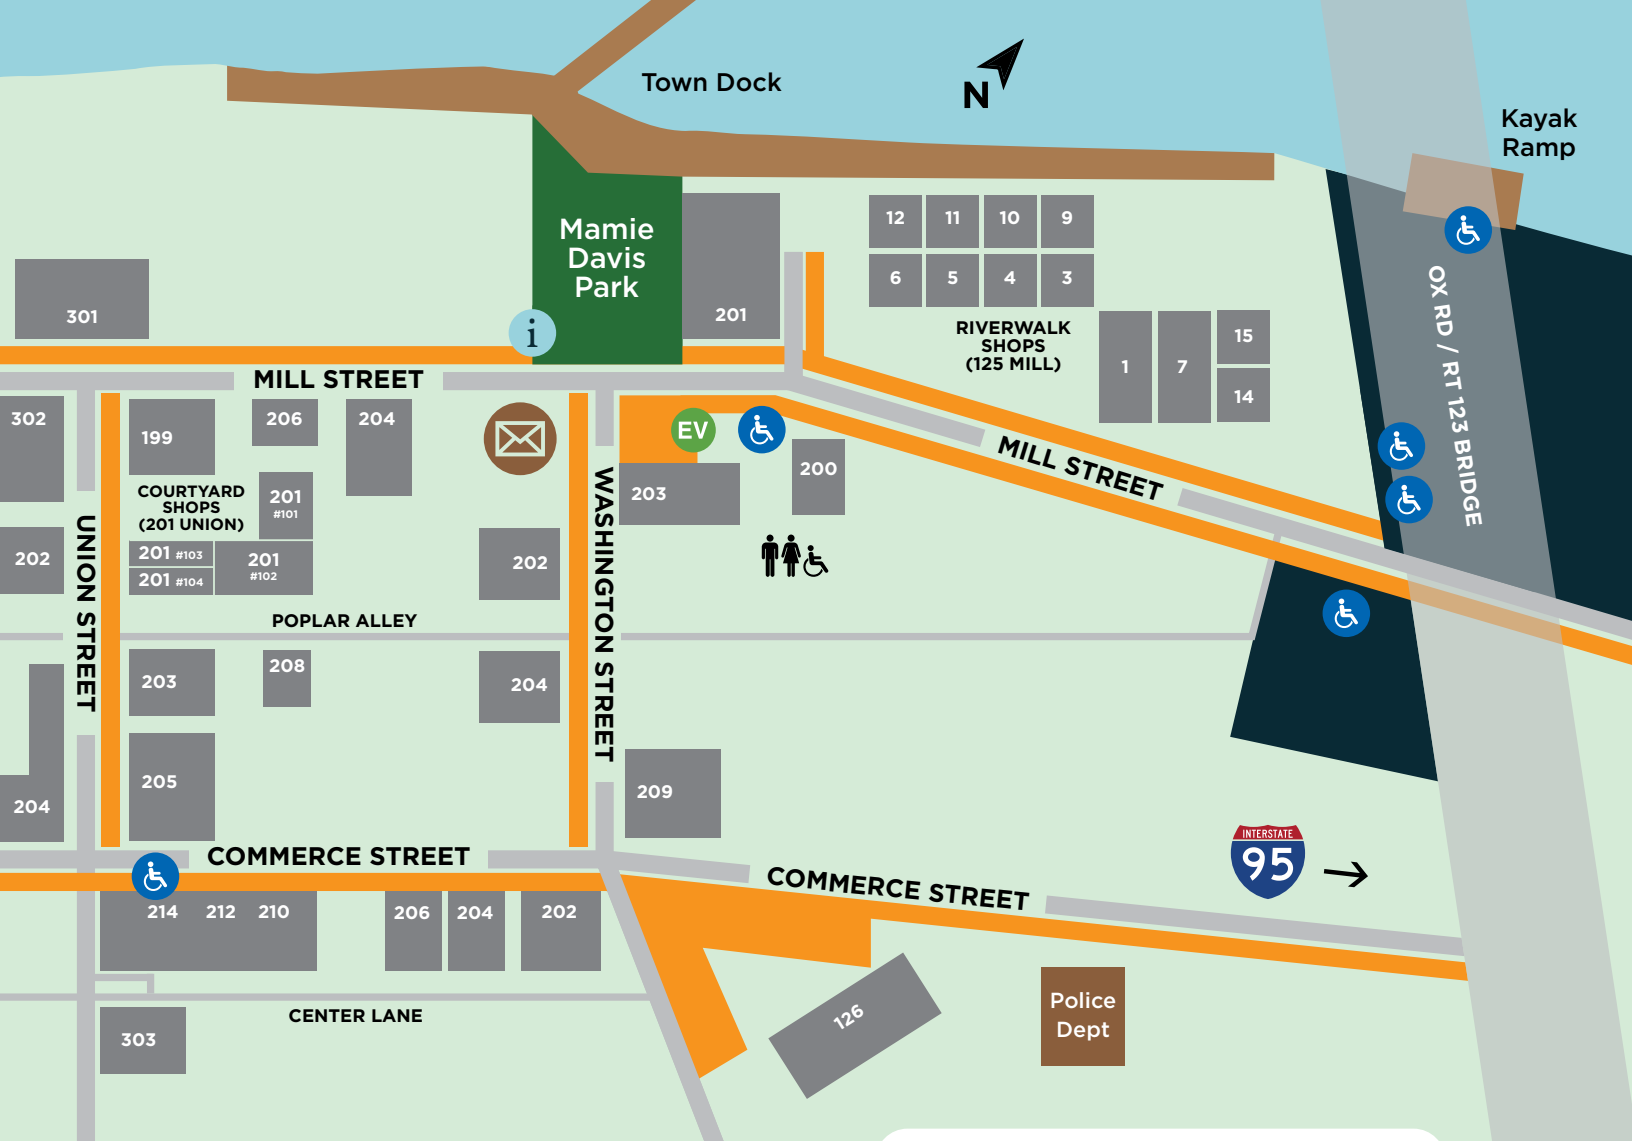 Town Dock
N
Kayak
Ramp
Mamie
Davis
Park
12
11
10
9
6
5
4
3
301
201
i
RIVERWALK
SHOPS
(125 MILL)
1
7
15
14
OX RD / RT 123 BRIDGE
MILL STREET
302
199
206
204
EV
200
MILL STREET
COURTYARD
SHOPS
(201 UNION)
201
#101
203
UNION STREET
WASHINGTON STREET
202
201 #103
201 #104
201
#102
202
POPLAR ALLEY
203
208
204
205
204
209
COMMERCE STREET
INTERSTATE
95
COMMERCE STREET
214
212
210
206
204
202
126
Police
Dept
CENTER LANE
303